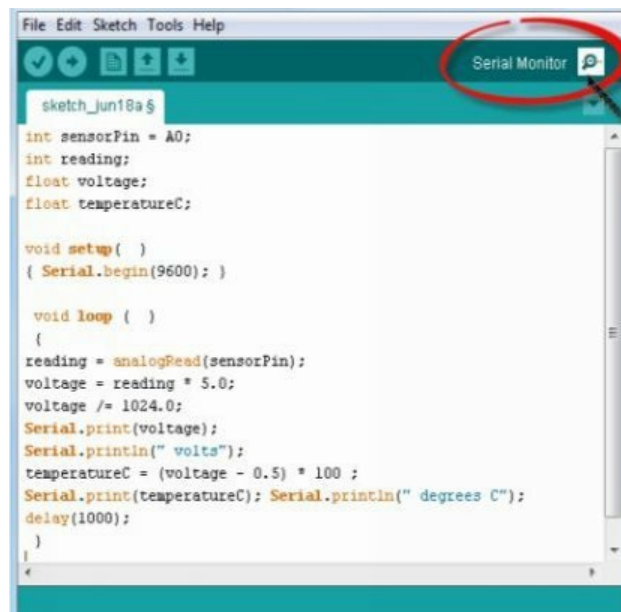 File Edit Sketch Tools Help
Serial Monitor
sketch_jun18a §
int sensorPin = A0;
int reading;
float voltage;
float temperatureC;
void setup(  )
{ Serial.begin(9600); }
void loop (  )
{
reading = analogRead(sensorPin);
voltage = reading * 5.0;
voltage /= 1024.0;
Serial.print(voltage);
Serial.println(" volts");
temperatureC = (voltage - 0.5) * 100 ;
Serial.print(temperatureC); Serial.println(" degrees C");
delay(1000);
}